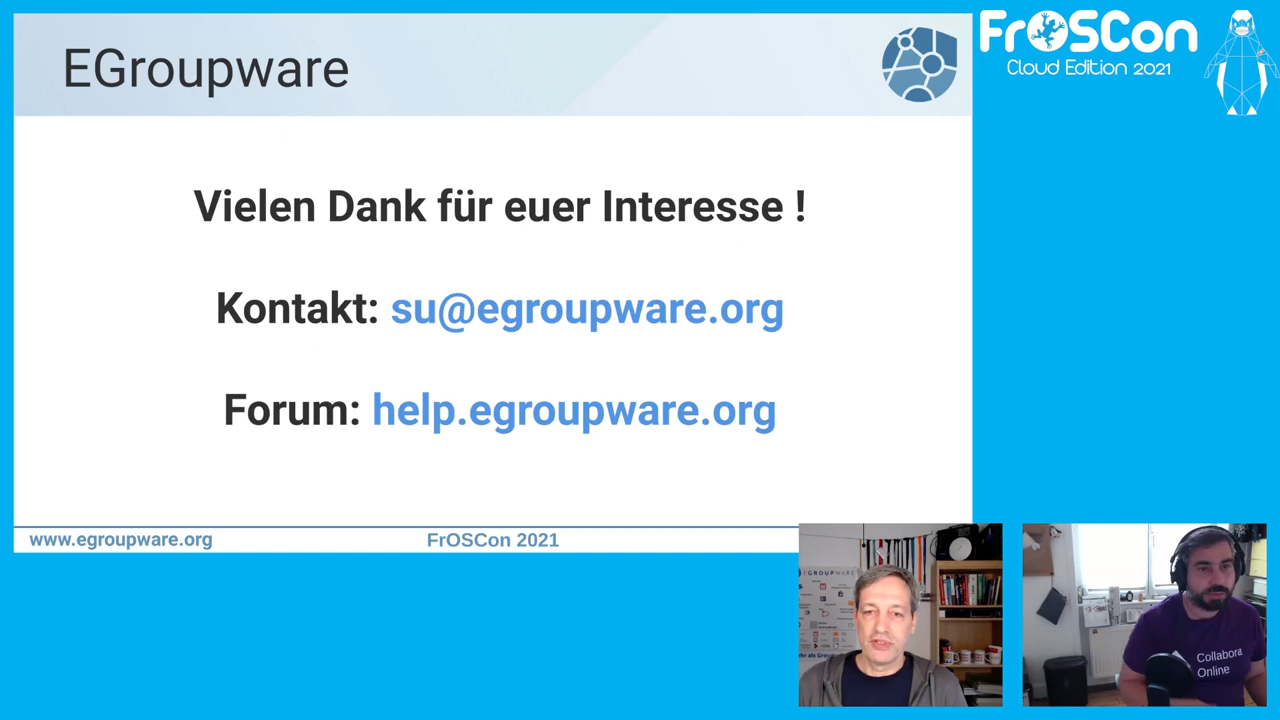 EGroupware
FrOSCon
Cloud Edition 2021
Vielen Dank für euer Interesse !
Kontakt: su@egroupware.org
Forum: help.egroupware.org
www.egroupware.org
FrOSCon 2021
EGROUPWARE
Collabora
Online